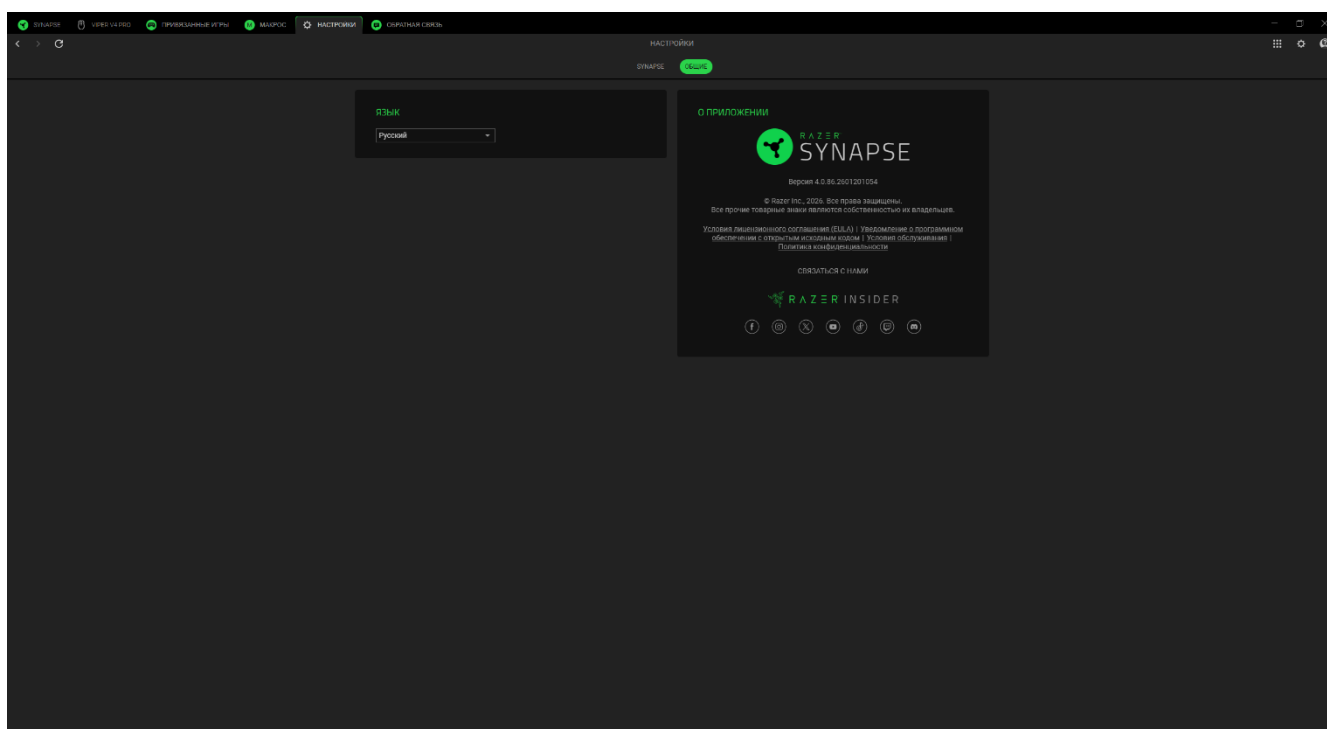 SYNAPSE
VIPER V4 PRO
ПРИВЯЗАННЫЕ ИГРЫ
МАКРОС
НАСТРОЙКИ
ОБРАТНАЯ СВЯЗЬ
НАСТРОЙКИ
SYNAPSE
ОБЩИЕ
ЯЗЫК
Русский
О ПРИЛОЖЕНИИ
RAZER
SYNAPSE
Версия 4.0.86.2601201054
© Razer Inc., 2026. Все права защищены.
Все прочие товарные знаки являются собственностью их владельцев.
Условия лицензионного соглашения (EULA) | Уведомление о программном
обеспечении с открытым исходным кодом | Условия обслуживания |
Политика конфиденциальности
СВЯЗАТЬСЯ С НАМИ
RAZER INSIDER